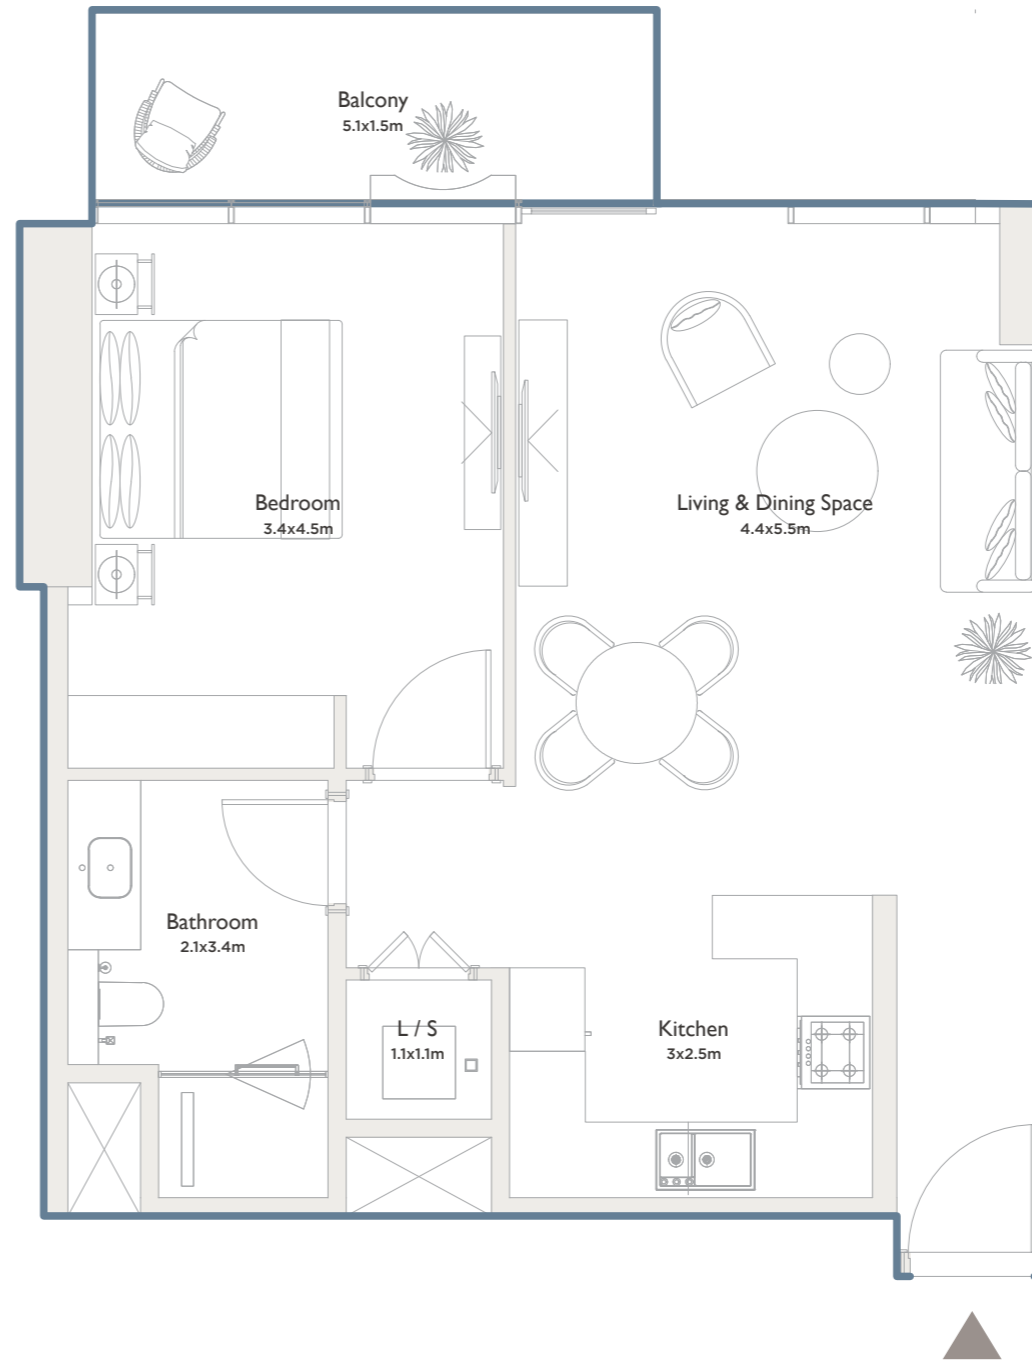 Balcony
5.1x1.5m
Bedroom
3.4x4.5m
Living & Dining Space
4.4x5.5m
Bathroom
2.1x3.4m
L / S
1.1x1.1m
Kitchen
3x2.5m